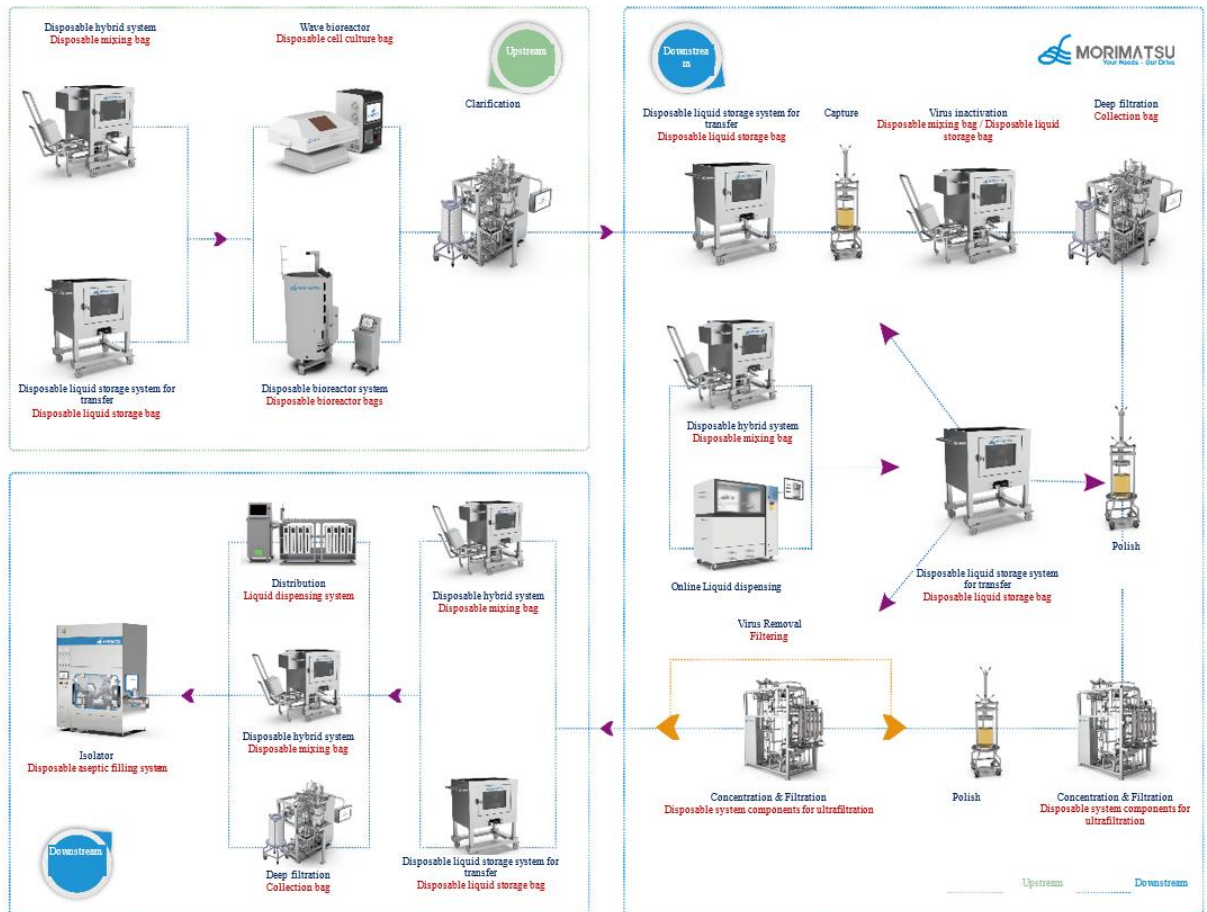 Disposable hybrid system
Disposable mixing bag
Wave bioreactor
Disposable cell culture bag
Upstream
Clarification
Disposable liquid storage system for
transfer
Disposable liquid storage bag
Disposable bioreactor system
Disposable bioreactor bags
Downstrea
m
MORIMATSU
Your Needs - Our Drive
Disposable liquid storage system for
transfer
Disposable liquid storage bag
Capture
Virus inactivation
Disposable mixing bag / Disposable liquid
storage bag
Deep filtration
Collection bag
Disposable hybrid system
Disposable mixing bag
Online Liquid dispensing
Disposable liquid storage system
for transfer
Disposable liquid storage bag
Polish
Virus Removal
Filtering
Concentration & Filtration
Disposable system components for ultrafiltration
Polish
Concentration & Filtration
Disposable system components for
ultrafiltration
Upstream
Downstream
Distribution
Liquid dispensing system
Disposable hybrid system
Disposable mixing bag
Isolator
Disposable aseptic filling system
Disposable hybrid system
Disposable mixing bag
Deep filtration
Collection bag
Disposable liquid storage system for
transfer
Disposable liquid storage bag
Downstream